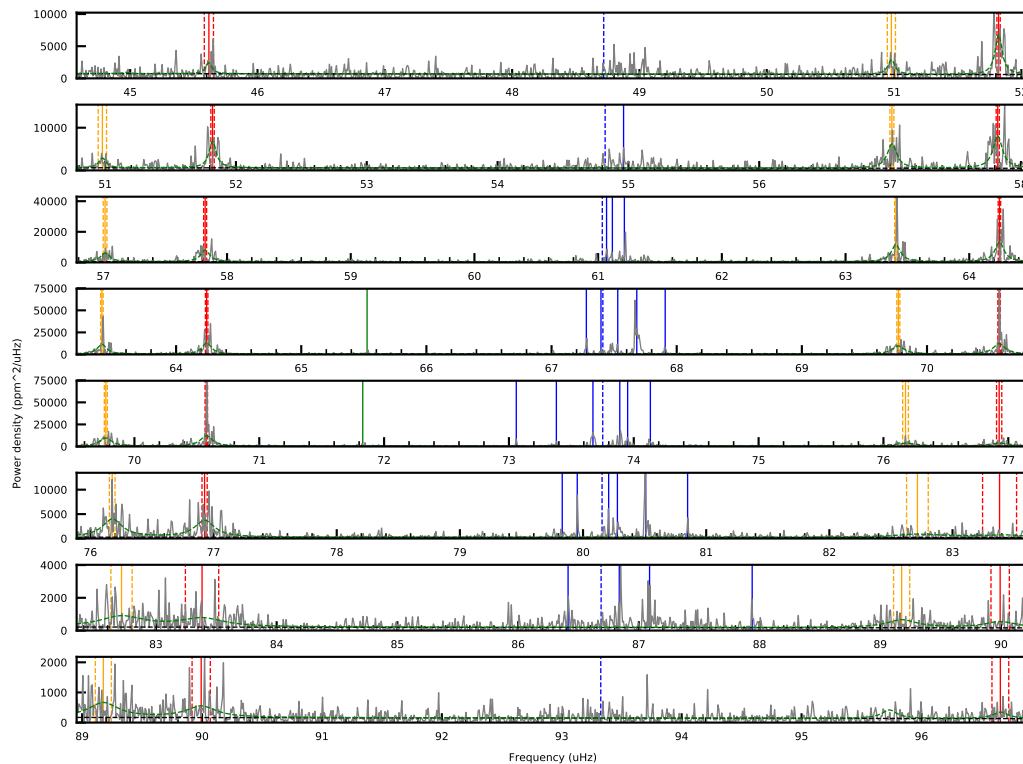 10000
5000
0
45 46 47 48 49 50 51 52
10000
0
51 52 53 54 55 56 57 58
40000
20000
0
57 58 59 60 61 62 63 64
75000
50000
25000
0
64 65 66 67 68 69 70
75000
50000
25000
0
70 71 72 73 74 75 76 77
10000
5000
0
76 77 78 79 80 81 82 83
4000
2000
0
83 84 85 86 87 88 89 90
2000
1000
0
89 90 91 92 93 94 95 96
Power density (ppm^2/uHz)
Frequency (uHz)